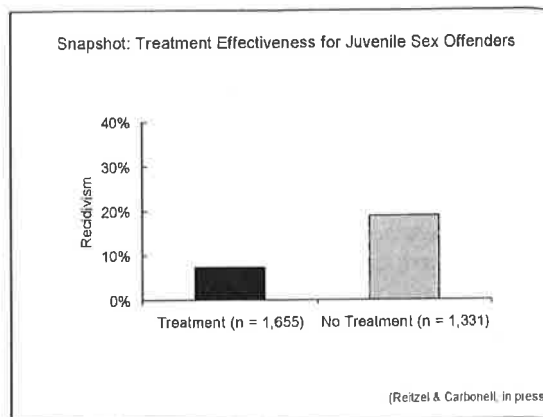 Snapshot: Treatment Effectiveness for Juvenile Sex Offenders
40%
30%
20%
10%
0%
Recidivism
Treatment (n = 1,655) No Treatment (n = 1,331)
(Reitzel & Carbonell, in press